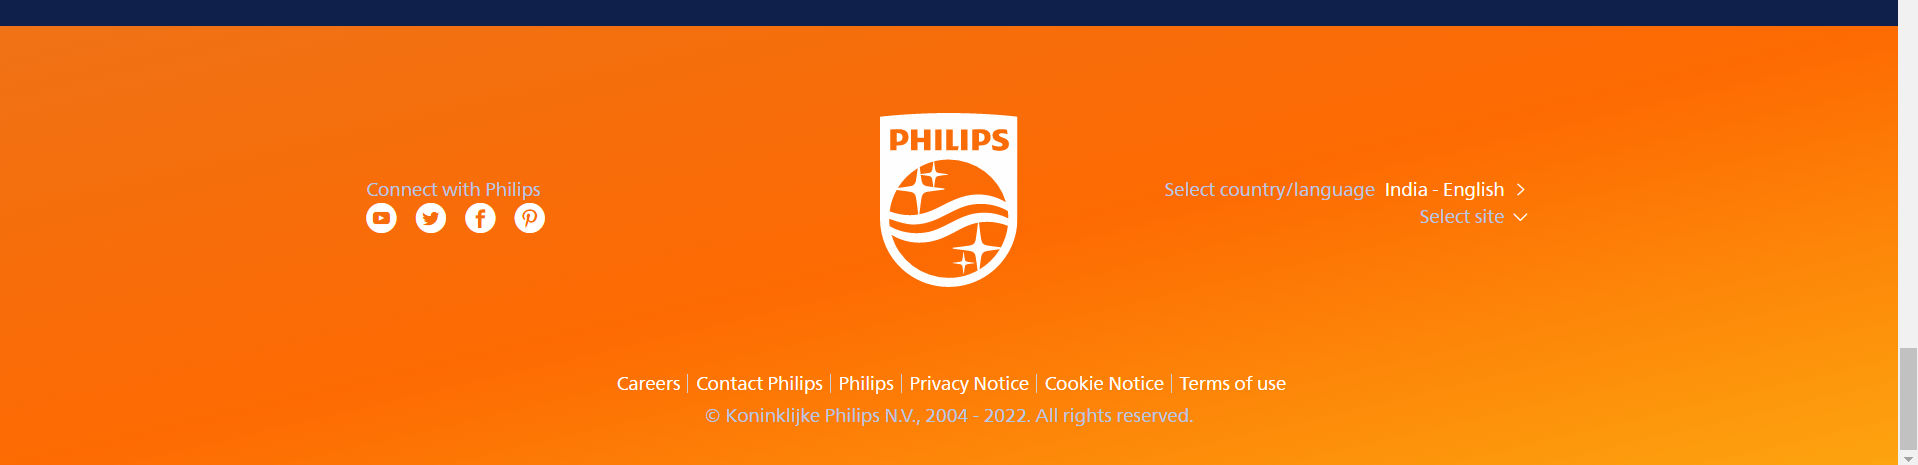 PHILIPS
Connect with Philips
Select country/language India - English
Select site
Careers Contact Philips Philips Privacy Notice Cookie Notice Terms of use
© Koninklijke Philips N.V., 2004 - 2022. All rights reserved.